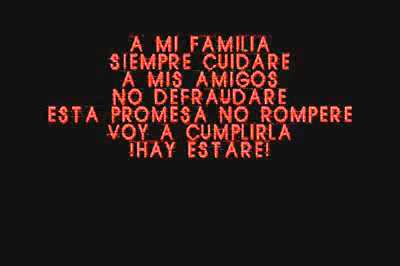 A MI FAMILIA
SIEMPRE CUIDARE
A MIS AMIGOS
NO DEFRAUDARE
ESTA PROMESA NO ROMPERE
VOY A CUMPLIRLA
!HAY ESTARE!